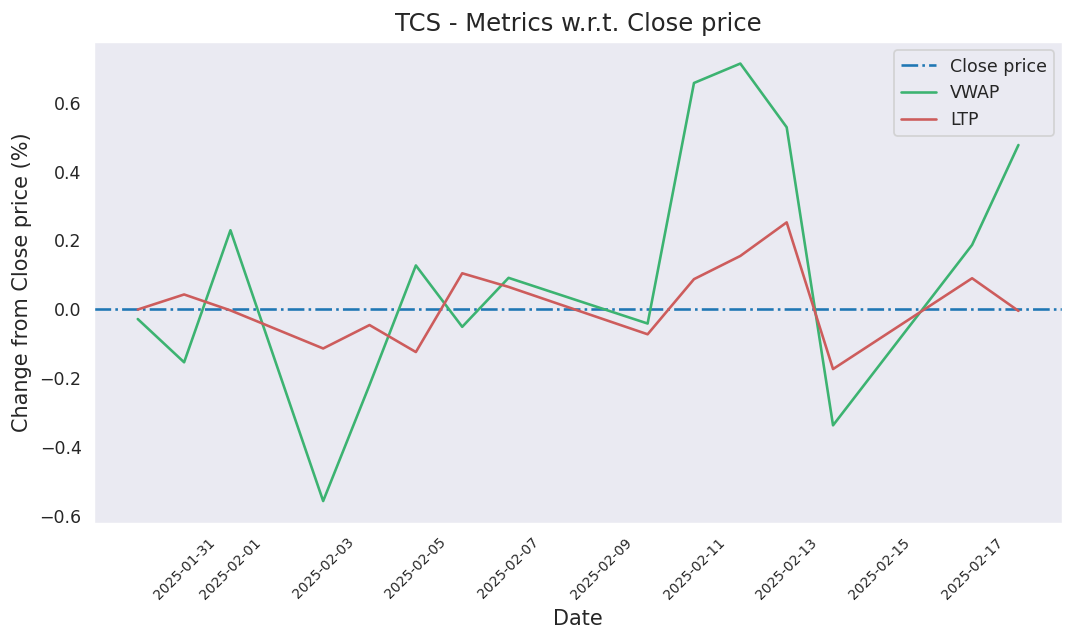 TCS - Metrics w.r.t. Close price
Close price
VWAP
LTP
Change from Close price (%)
0.6
0.4
0.2
0.0
−0.2
−0.4
−0.6
2025-01-31
2025-02-01
2025-02-03
2025-02-05
2025-02-07
2025-02-09
2025-02-11
2025-02-13
2025-02-15
2025-02-17
Date